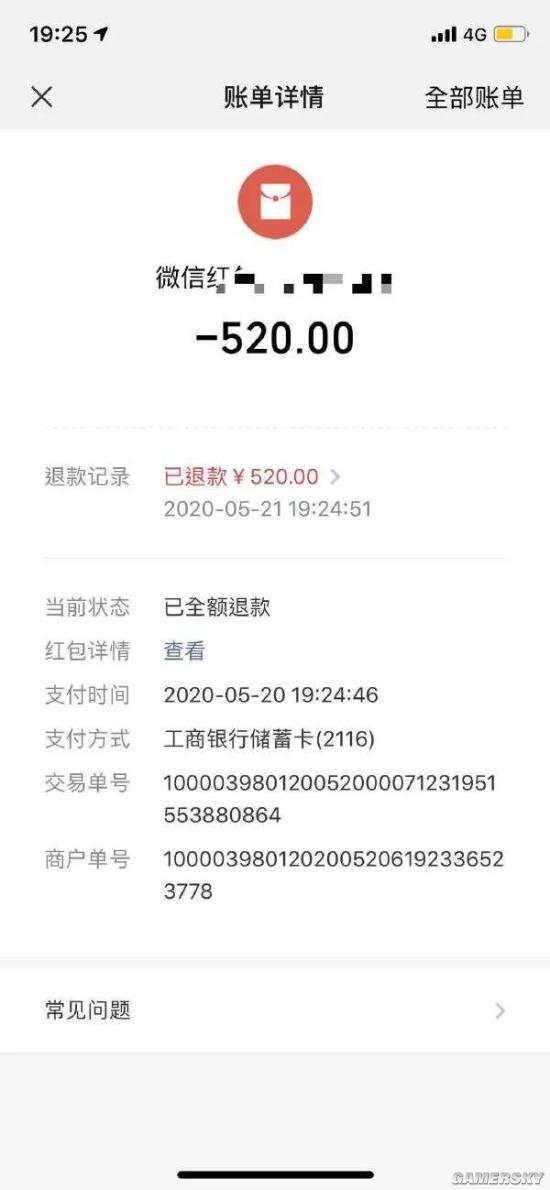 19:25
4G
账单详情
全部账单
微信红
-520.00
退款记录
已退款￥520.00
2020-05-21 19:24:51
当前状态
已全额退款
红包详情
查看
支付时间
2020-05-20 19:24:46
支付方式
工商银行储蓄卡(2116)
交易单号
100003980120052000071231951
553880864
商户单号
100003980120200520619233652
3778
常见问题
GAMERSKY